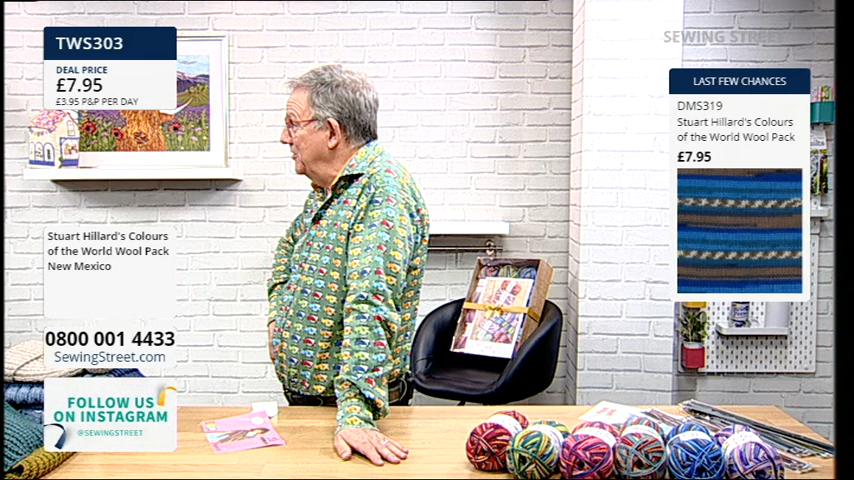 TWS303
DEAL PRICE
£7.95
£3.95 P&P PER DAY
Stuart Hillard's Colours
of the World Wool Pack
New Mexico
0800 001 4433
SewingStreet.com
FOLLOW US
ON INSTAGRAM
@SEWINGSTREET
SEWING STREET
LAST FEW CHANCES
DMS319
Stuart Hillard's Colours
of the World Wool Pack
£7.95